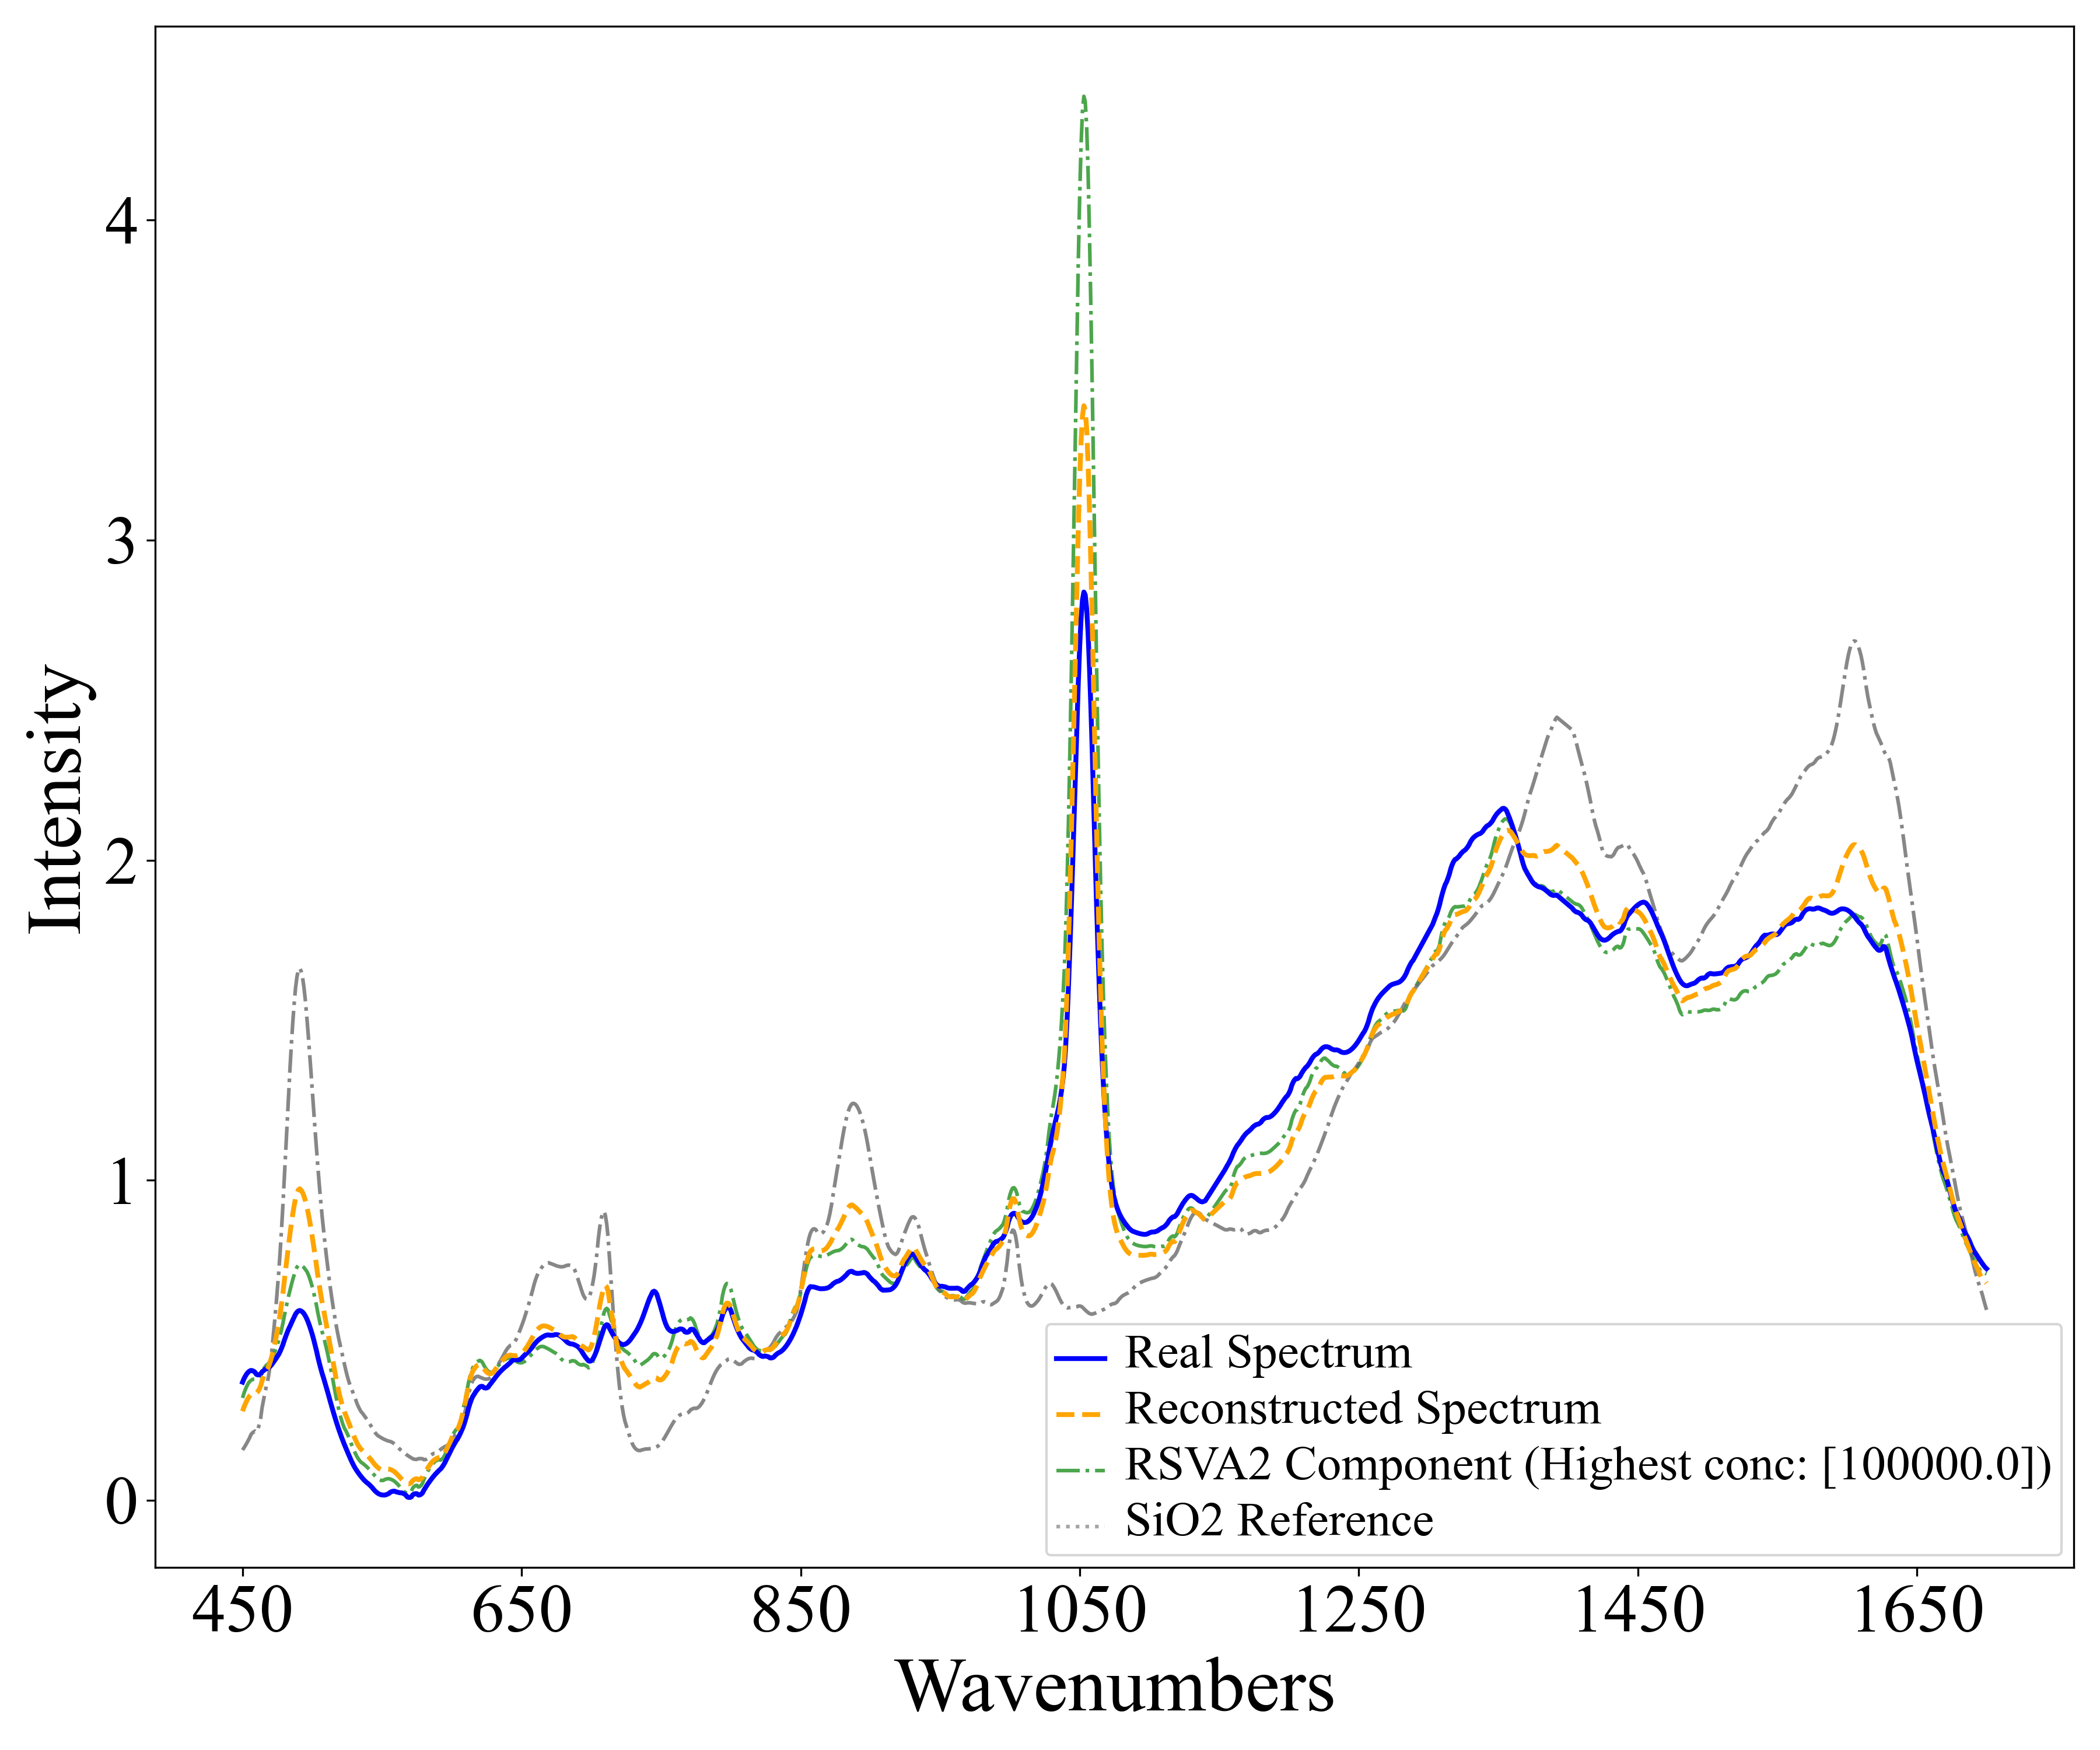 Intensity
4
3
2
1
0
Real Spectrum
Reconstructed Spectrum
RSVA2 Component (Highest conc: [100000.0])
SiO2 Reference
450 650 850 1050 1250 1450 1650
Wavenumbers